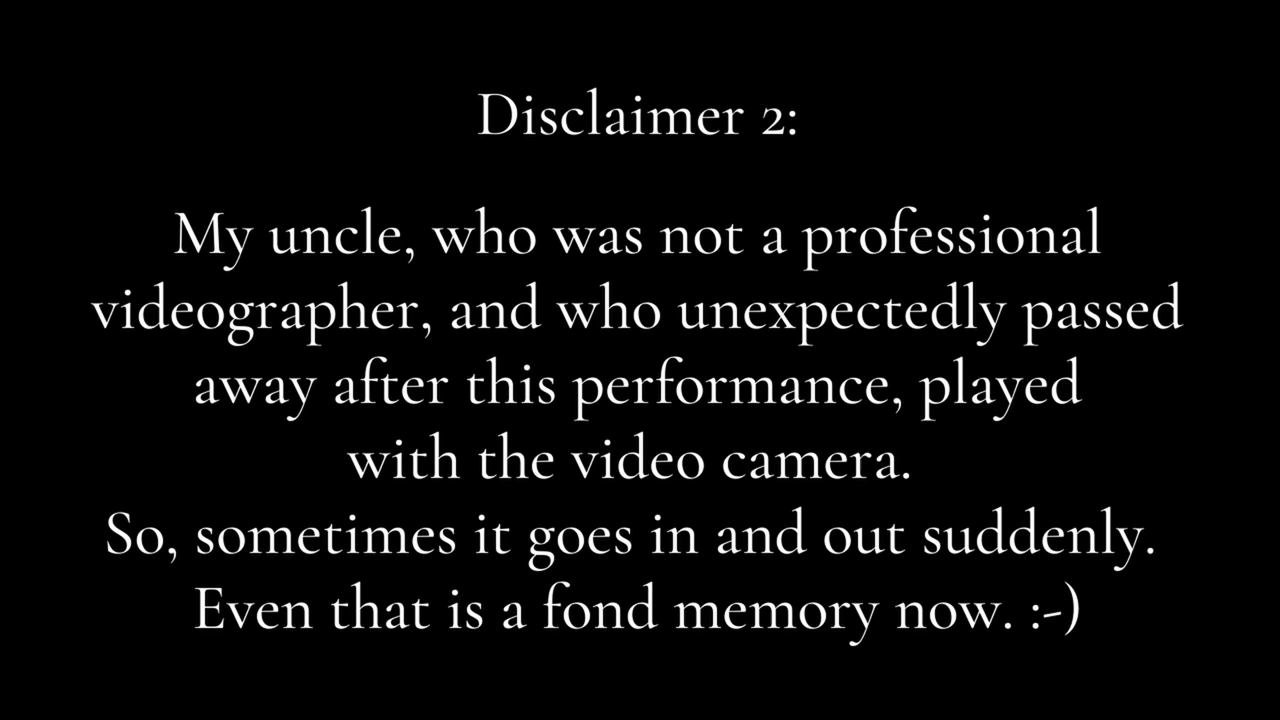 Disclaimer 2:
My uncle, who was not a professional
videographer, and who unexpectedly passed
away after this performance, played
with the video camera.
So, sometimes it goes in and out suddenly.
Even that is a fond memory now. :-)